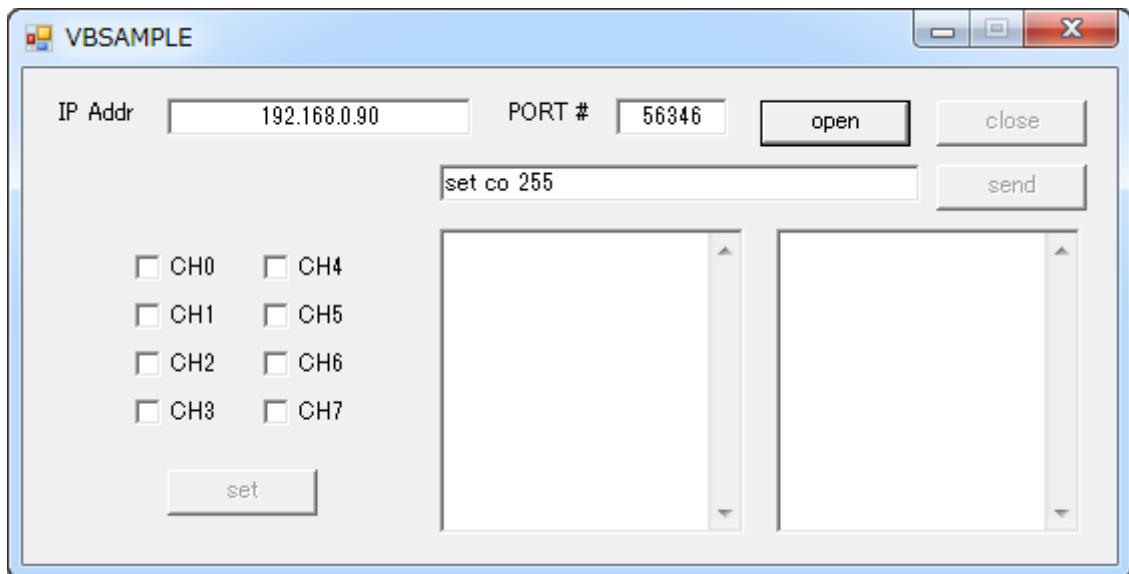 VBSAMPLE
IP Addr 192.168.0.90 PORT # 56346 open close
set co 255 send
CH0 CH4
CH1 CH5
CH2 CH6
CH3 CH7
set